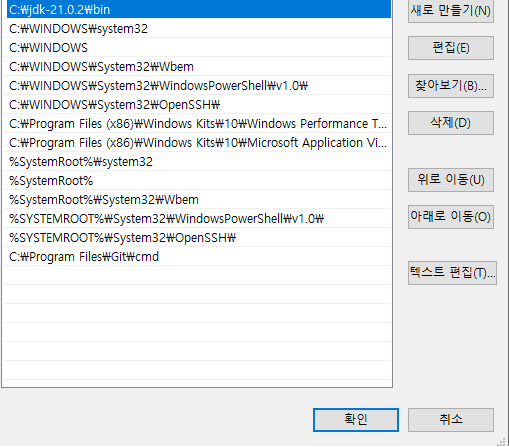 C:₩jdk-21.0.2₩bin
C:₩WINDOWS₩system32
C:₩WINDOWS
C:₩WINDOWS₩System32₩Wbem
C:₩WINDOWS₩System32₩WindowsPowerShell₩v1.0₩
C:₩WINDOWS₩System32₩OpenSSH₩
C:₩Program Files (x86)₩Windows Kits₩10₩Windows Performance T...
C:₩Program Files (x86)₩Windows Kits₩10₩Microsoft Application Vi...
%SystemRoot%₩system32
%SystemRoot%
%SystemRoot%₩System32₩Wbem
%SYSTEMROOT%₩System32₩WindowsPowerShell₩v1.0₩
%SYSTEMROOT%₩System32₩OpenSSH₩
C:₩Program Files₩Git₩cmd
새로 만들기(N)
편집(E)
찾아보기(B)...
삭제(D)
위로 이동(U)
아래로 이동(O)
텍스트 편집(T)...
확인
취소